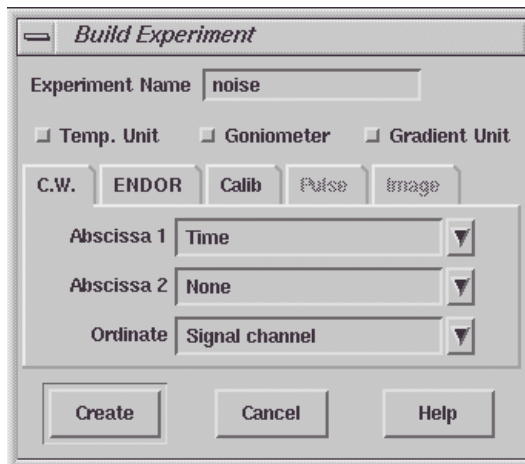 Build Experiment
Experiment Name noise
Temp. Unit Goniometer Gradient Unit
C.W. ENDOR Calib Pulse Image
Abscissa 1 Time
Abscissa 2 None
Ordinate Signal channel
Create Cancel Help